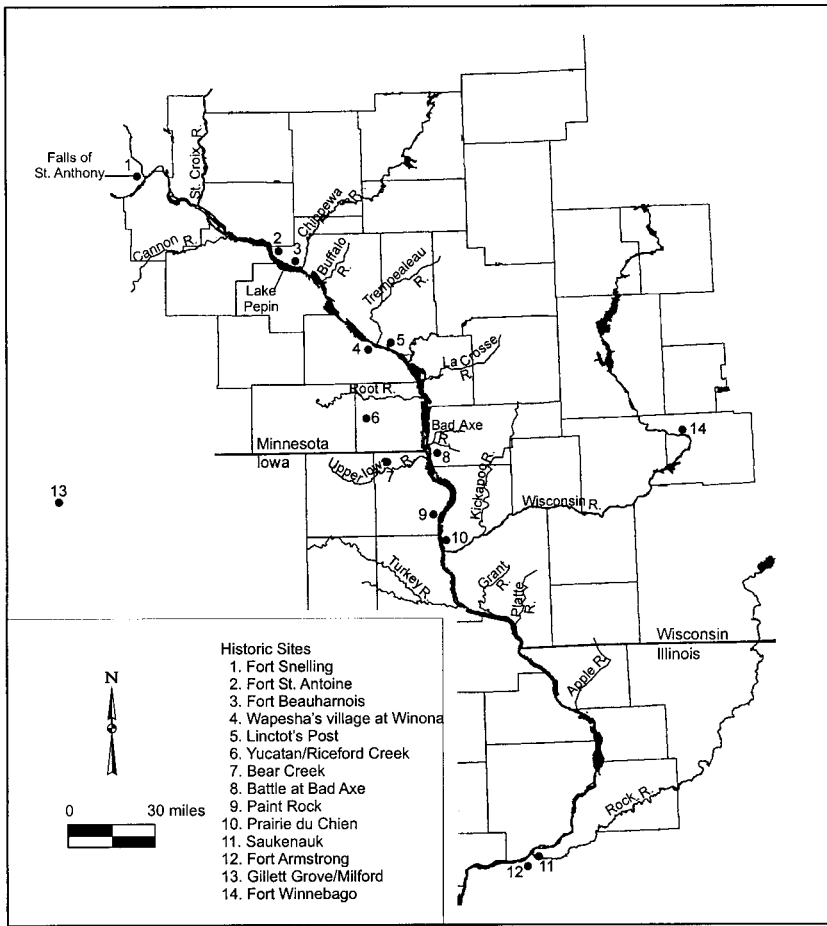 Falls of
St. Anthony
1
St. Croix R.
Cannon
R.
2
3
Chippewa
R.
Buffalo
R.
Trempealeau
R.
Lake
Pepin
4
5
La Crosse
R.
Root R.
6
Bad Axe
R.
8
Minnesota
Iowa
Upper Iowa
R.
7
13
9
Kickapoo R.
Wisconsin R.
14
10
Turkey R.
Grant
R.
Platte
R.
Wisconsin
Illinois
Apple R.
Rock R.
12
11
N
0
30 miles
Historic Sites
1. Fort Snelling
2. Fort St. Antoine
3. Fort Beauharnois
4. Wapesha's village at Winona
5. Linctot's Post
6. Yucatan/Riceford Creek
7. Bear Creek
8. Battle at Bad Axe
9. Paint Rock
10. Prairie du Chien
11. Saukenauk
12. Fort Armstrong
13. Gillett Grove/Milford
14. Fort Winnebago